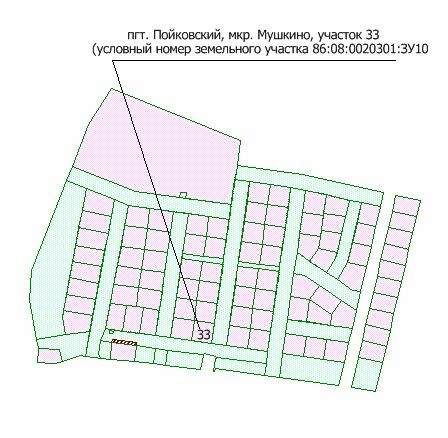 пгт. Пойковский, мкр. Мушкино, участок 33
(условный номер земельного участка 86:08:0020301:ЗУ10
33